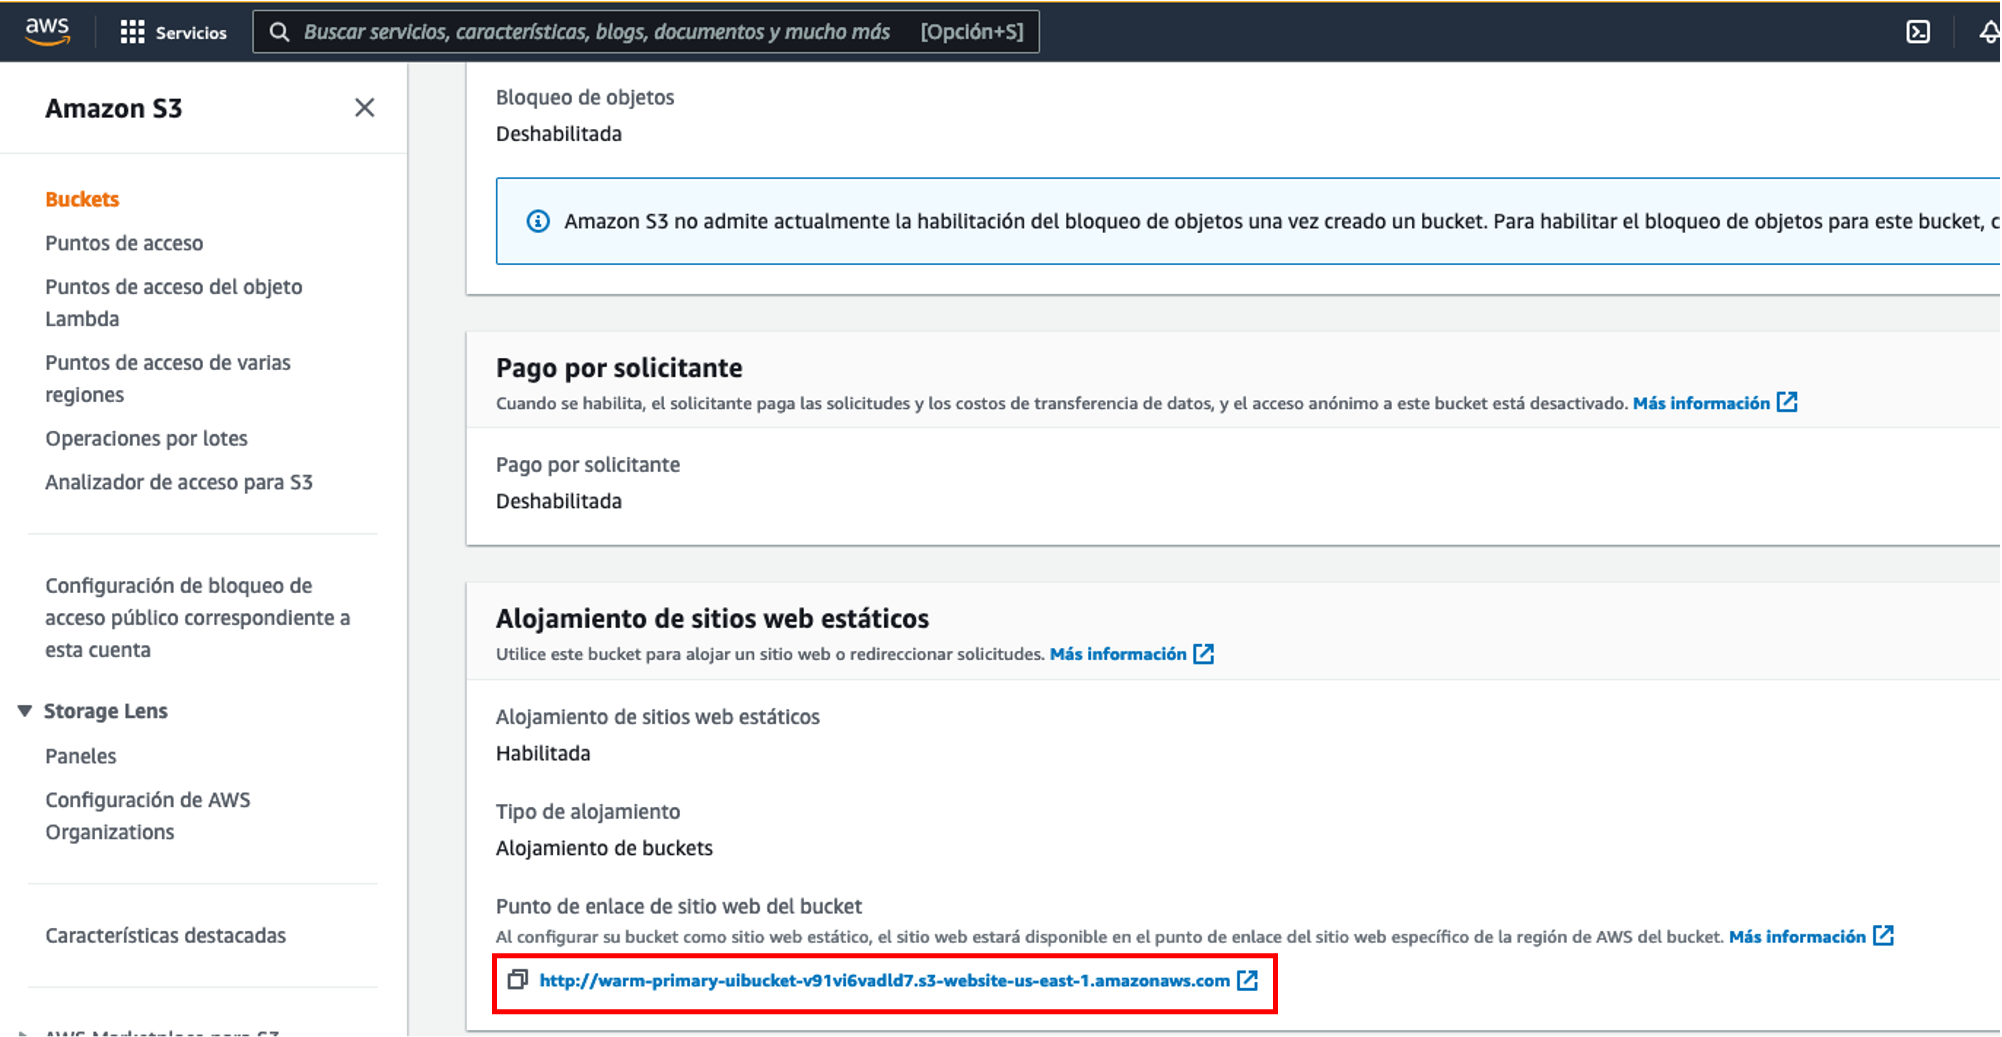 aws
Servicios
Buscar servicios, características, blogs, documentos y mucho más [Opción+S]
Amazon S3
Buckets
Puntos de acceso
Puntos de acceso del objeto
Lambda
Puntos de acceso de varias
regiones
Operaciones por lotes
Analizador de acceso para S3
Configuración de bloqueo de
acceso público correspondiente a
esta cuenta
Storage Lens
Paneles
Configuración de AWS
Organizations
Características destacadas
AWS Marketplace para S3
Bloqueo de objetos
Deshabilitada
Amazon S3 no admite actualmente la habilitación del bloqueo de objetos una vez creado un bucket. Para habilitar el bloqueo de objetos para este bucket, c
Pago por solicitante
Cuando se habilita, el solicitante paga las solicitudes y los costos de transferencia de datos, y el acceso anónimo a este bucket está desactivado. Más información
Pago por solicitante
Deshabilitada
Alojamiento de sitios web estáticos
Utilice este bucket para alojar un sitio web o redireccionar solicitudes. Más información
Alojamiento de sitios web estáticos
Habilitada
Tipo de alojamiento
Alojamiento de buckets
Punto de enlace de sitio web del bucket
Al configurar su bucket como sitio web estático, el sitio web estará disponible en el punto de enlace del sitio web específico de la región de AWS del bucket. Más información
http://warm-primary-uibucket-v91vi6vadld7.s3-website-us-east-1.amazonaws.com